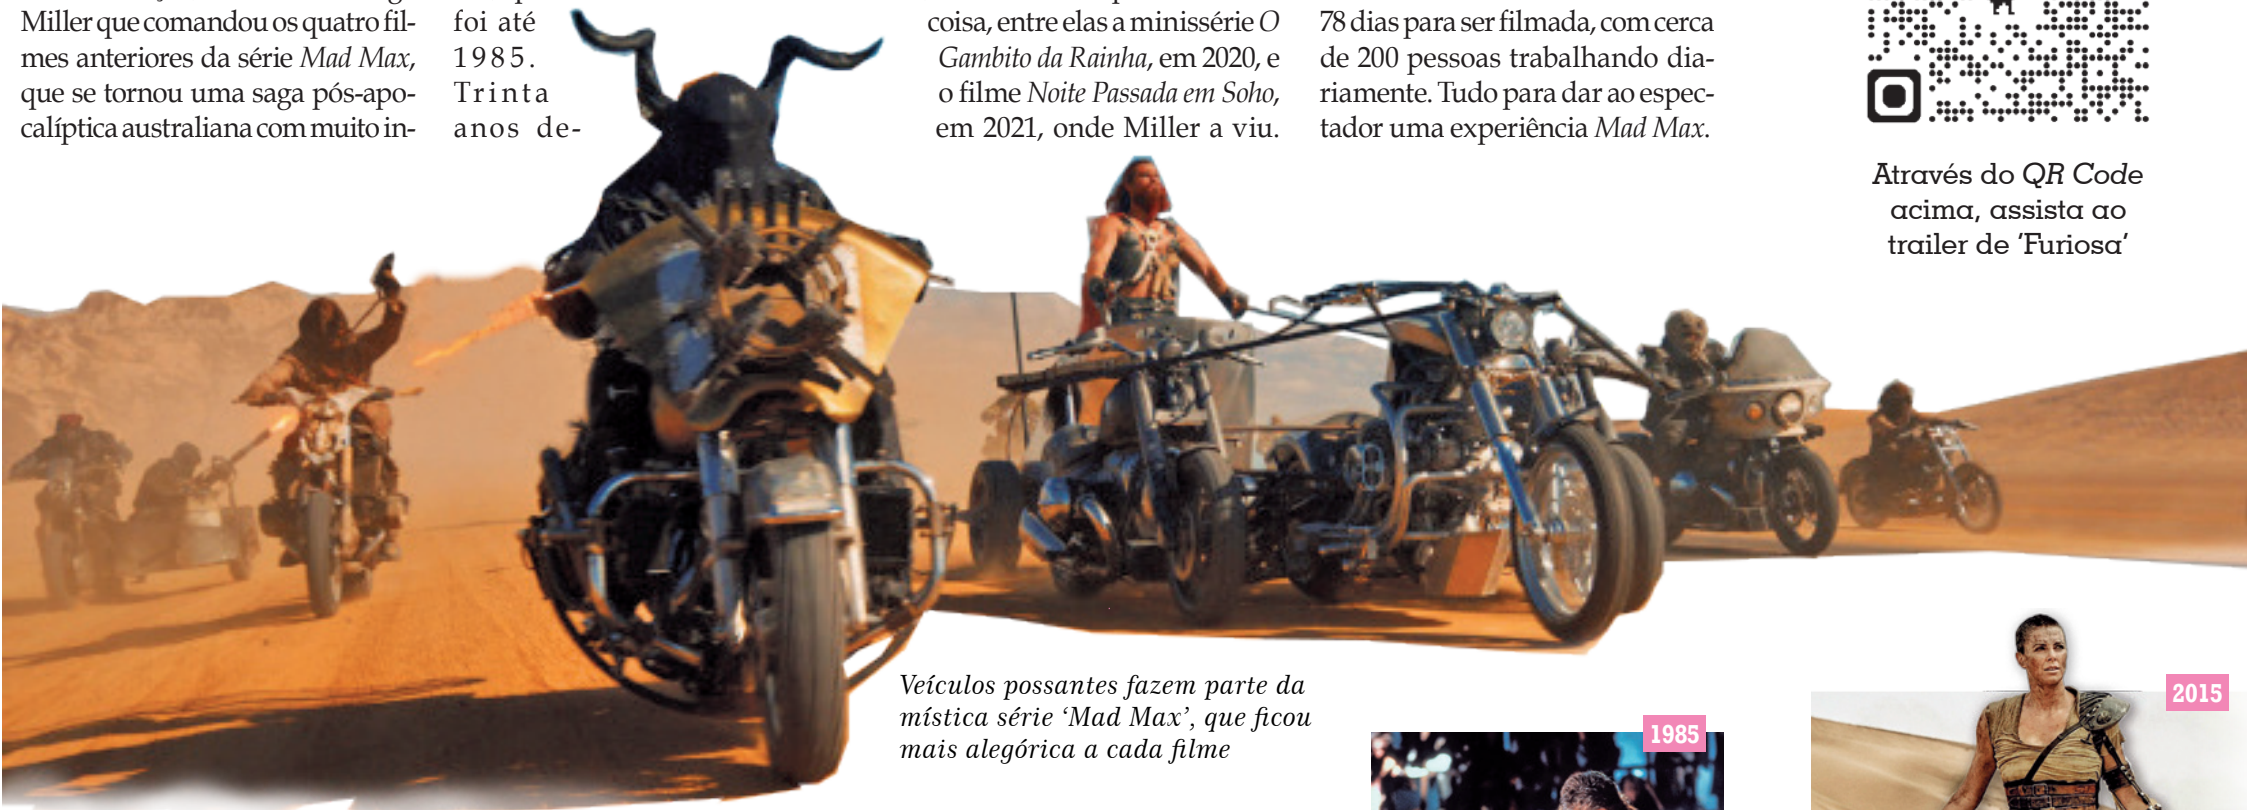 Miller que comandou os quatro fil-
mes anteriores da série Mad Max,
que se tornou uma saga pós-apo-
calíptica australiana com muito in-
foi até
1985.
Trinta
anos de-
coisa, entre elas a minissérie O
Gambito da Rainha, em 2020, e
o filme Noite Passada em Soho,
em 2021, onde Miller a viu.
78 dias para ser filmada, com cerca
de 200 pessoas trabalhando dia-
riamente. Tudo para dar ao espec-
tador uma experiência Mad Max.
Através do QR Code
acima, assista ao
trailer de ‘Furiosa’
Veículos possantes fazem parte da
mística série ‘Mad Max’, que ficou
mais alegórica a cada filme
1985
2015